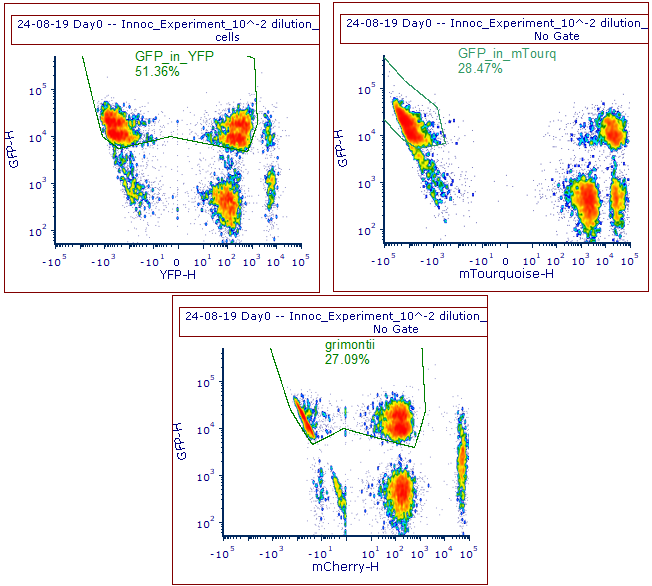 24-08-19 Day0 -- Innoc_Experiment_10^-2 dilution_
cells
GFP_in_YFP
51.36%
GFP-H
10^5
10^4
10^3
10^2
-10^5
-10^3
-10^1
0
10^1
10^2
10^3
10^4
10^5
YFP-H
24-08-19 Day0 -- Innoc_Experiment_10^-2 dilution_
No Gate
GFP_in_mTourq
28.47%
GFP-H
10^5
10^4
10^3
10^2
-10^5
-10^3
-10^1
0
10^1
10^2
10^3
10^4
10^5
mTourquoise-H
24-08-19 Day0 -- Innoc_Experiment_10^-2 dilution_
No Gate
grimontii
27.09%
GFP-H
10^5
10^4
10^3
10^2
-10^5
-10^3
-10^1
10^1
10^2
10^3
10^4
10^5
mCherry-H